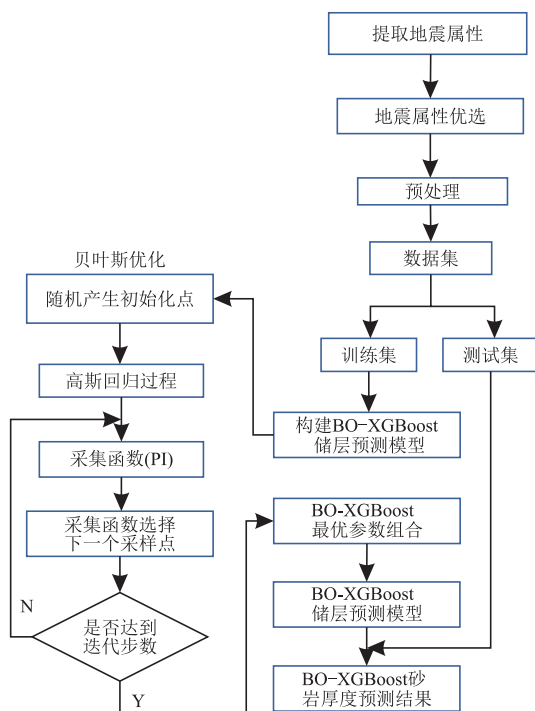 提取地震属性
地震属性优选
预处理
数据集
训练集
测试集
构建BO-XGBoost
储层预测模型
贝叶斯优化
随机产生初始化点
高斯回归过程
采集函数(PI)
采集函数选择
下一个采样点
是否达到
迭代步数
N
Y
BO-XGBoost
最优参数组合
BO-XGBoost
储层预测模型
BO-XGBoost砂
岩厚度预测结果